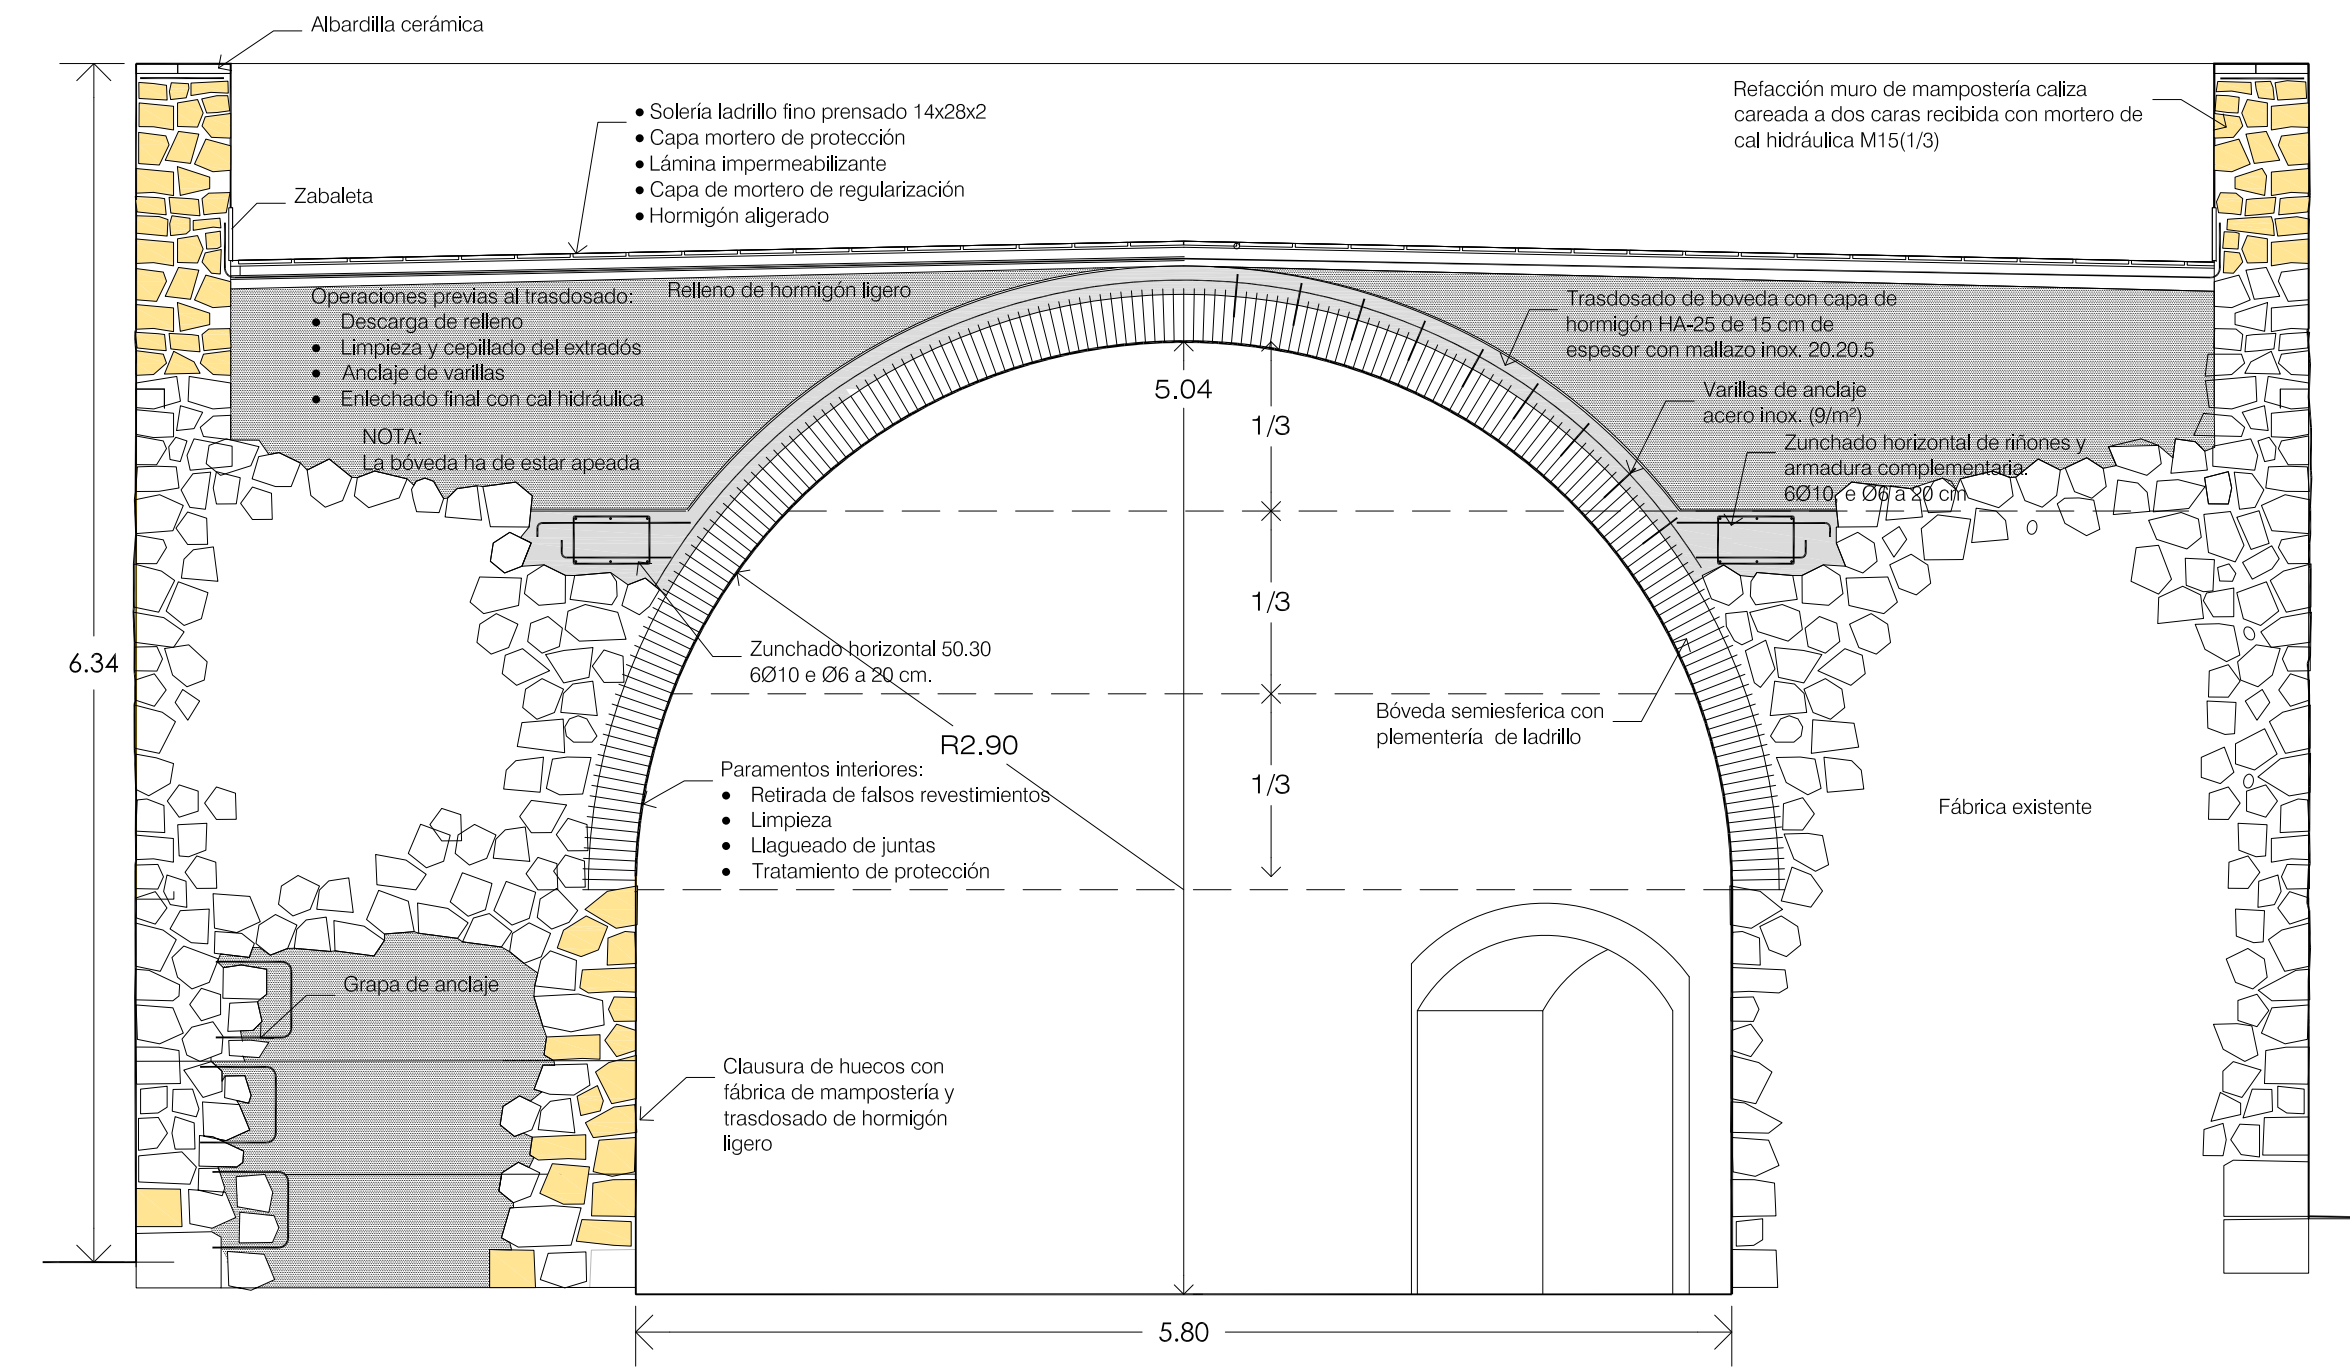 Albardilla cerámica
• Solería ladrillo fino prensado 14x28x2
• Capa mortero de protección
• Lámina impermeabilizante
• Capa de mortero de regularización
• Hormigón aligerado
Refacción muro de mampostería caliza
careada a dos caras recibida con mortero de
cal hidráulica M15(1/3)
Zabaleta
Operaciones previas al trasdosado:
• Descarga de relleno
• Limpieza y cepillado del extradós
• Anclaje de varillas
• Enlechado final con cal hidráulica
NOTA:
La bóveda ha de estar apeada
Relleno de hormigón ligero
Trasdosado de boveda con capa de
hormigón HA-25 de 15 cm de
espesor con mallazo inox. 20.20.5
Varillas de anclaje
acero inox. (9/m²)
Zunchado horizontal de riñones y
armadura complementaria.
6Ø10 e Ø6 a 20 cm
5.04
1/3
1/3
1/3
6.34
Zunchado horizontal 50.30
6Ø10 e Ø6 a 20 cm.
R2.90
Bóveda semiesferica con
plementería de ladrillo
Paramentos interiores:
• Retirada de falsos revestimientos
• Limpieza
• Llagueado de juntas
• Tratamiento de protección
Fábrica existente
Grapa de anclaje
Clausura de huecos con
fábrica de mampostería y
trasdosado de hormigón
ligero
5.80